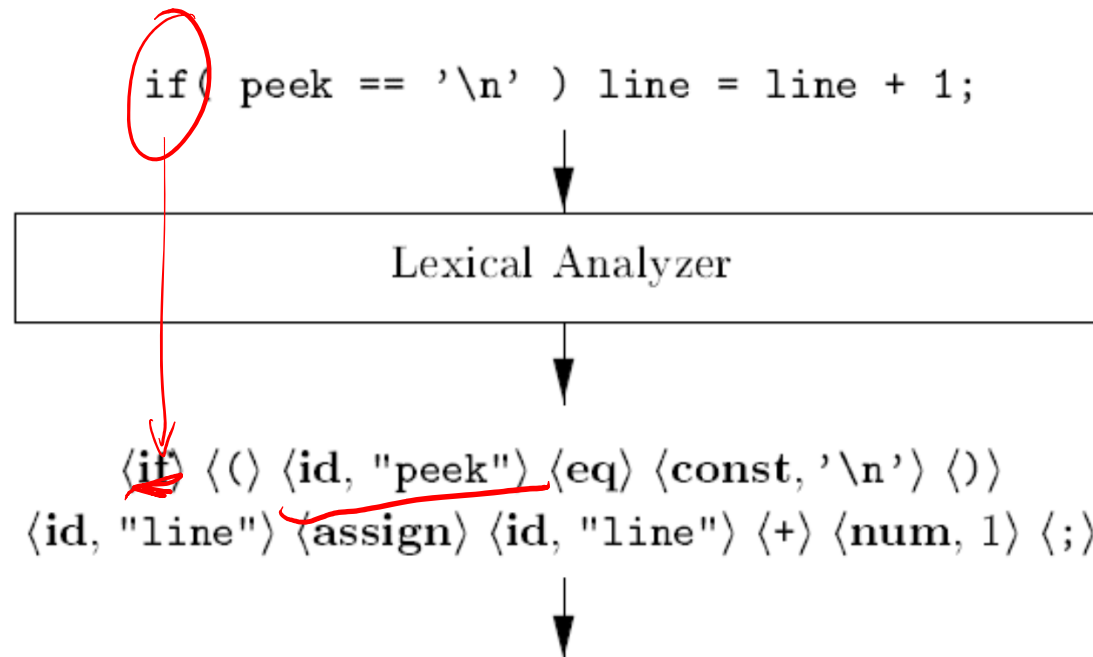 if( peek == '\n' ) line = line + 1;
Lexical Analyzer
⟨if⟩ ⟨(⟩ ⟨id, "peek"⟩ ⟨eq⟩ ⟨const, '\n'⟩ ⟨)⟩
⟨id, "line"⟩ ⟨assign⟩ ⟨id, "line"⟩ ⟨+⟩ ⟨num, 1⟩ ⟨;⟩